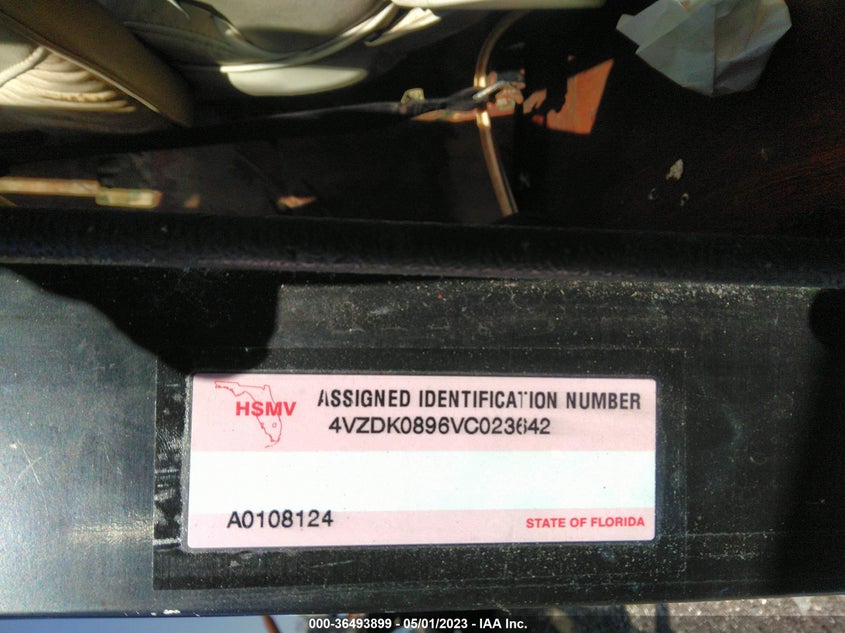 HSMV
ASSIGNED IDENTIFICATION NUMBER
4VZDK0896VC023642
A0108124
STATE OF FLORIDA
000-36493899 - 05/01/2023 - IAA Inc.